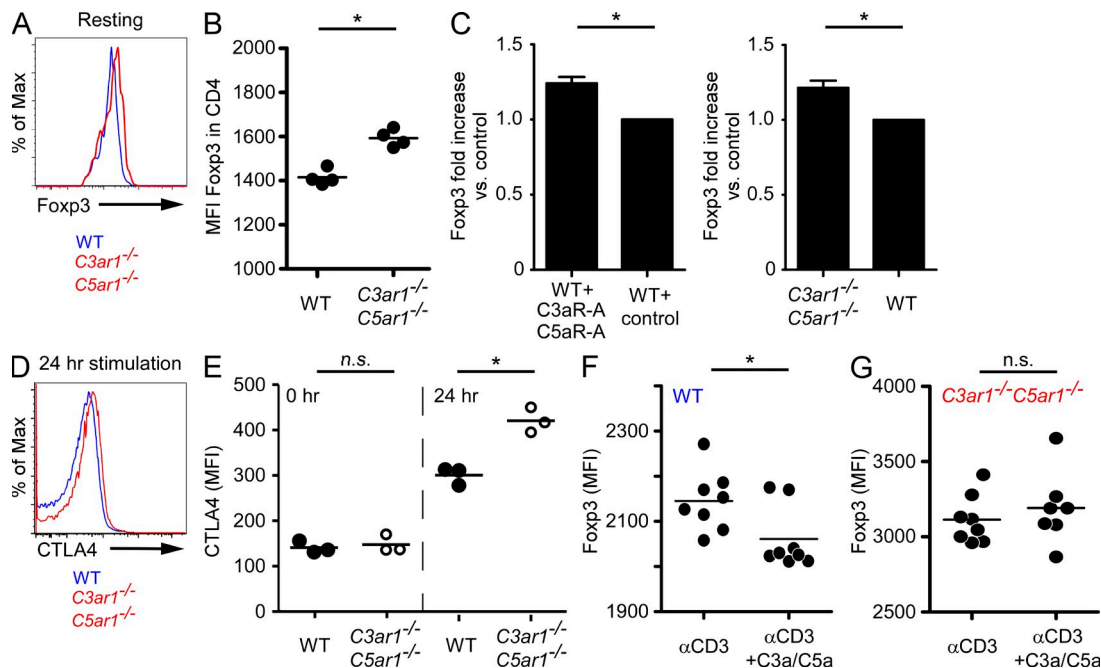 A
Resting
% of Max
Foxp3
WT
C3ar1-/-
C5ar1-/-
B
*
MFI Foxp3 in CD4
2000
1800
1600
1400
1200
1000
WT
C3ar1-/-
C5ar1-/-
C
*
Foxp3 fold increase
vs. control
1.5
1.0
0.5
0
WT+
C3aR-A
C5aR-A
WT+
control
*
Foxp3 fold increase
vs. control
1.5
1.0
0.5
0
C3ar1-/-
C5ar1-/-
WT
D
24 hr stimulation
% of Max
CTLA4
WT
C3ar1-/-
C5ar1-/-
E
n.s.
*
CTLA4 (MFI)
500
400
300
200
100
0
0 hr
24 hr
WT
C3ar1-/-
C5ar1-/-
WT
C3ar1-/-
C5ar1-/-
F
*
WT
Foxp3 (MFI)
2300
2100
1900
αCD3
αCD3
+C3a/C5a
G
n.s.
C3ar1-/-C5ar1-/-
Foxp3 (MFI)
4000
3500
3000
2500
αCD3
αCD3
+C3a/C5a